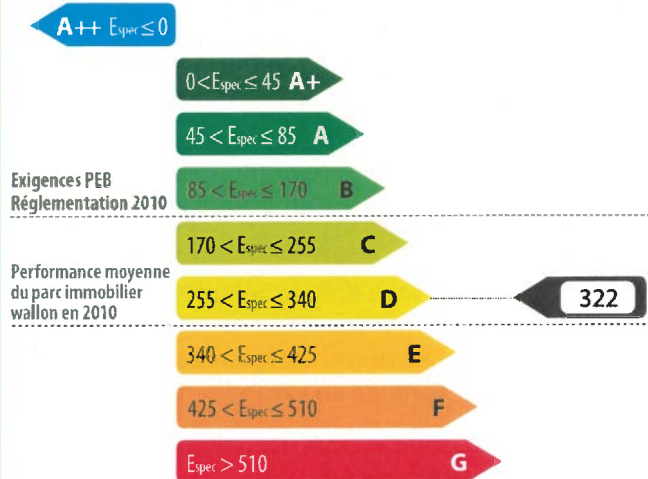 A++ Espec ≤ 0
0 < Espec ≤ 45 A+
45 < Espec ≤ 85 A
Exigences PEB
Réglementation 2010
85 < Espec ≤ 170 B
170 < Espec ≤ 255 C
Performance moyenne
du parc immobilier
wallon en 2010
255 < Espec ≤ 340 D
322
340 < Espec ≤ 425 E
425 < Espec ≤ 510 F
Espec > 510 G